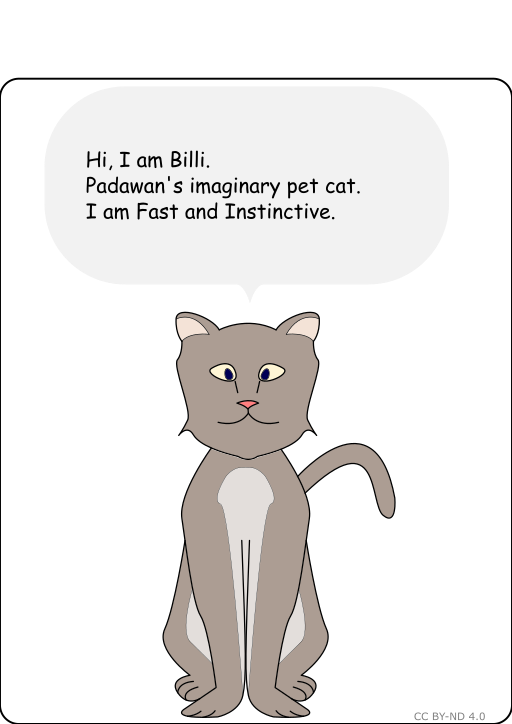 Hi, I am Billi.
Padawan's imaginary pet cat.
I am Fast and Instinctive.
CC BY-ND 4.0